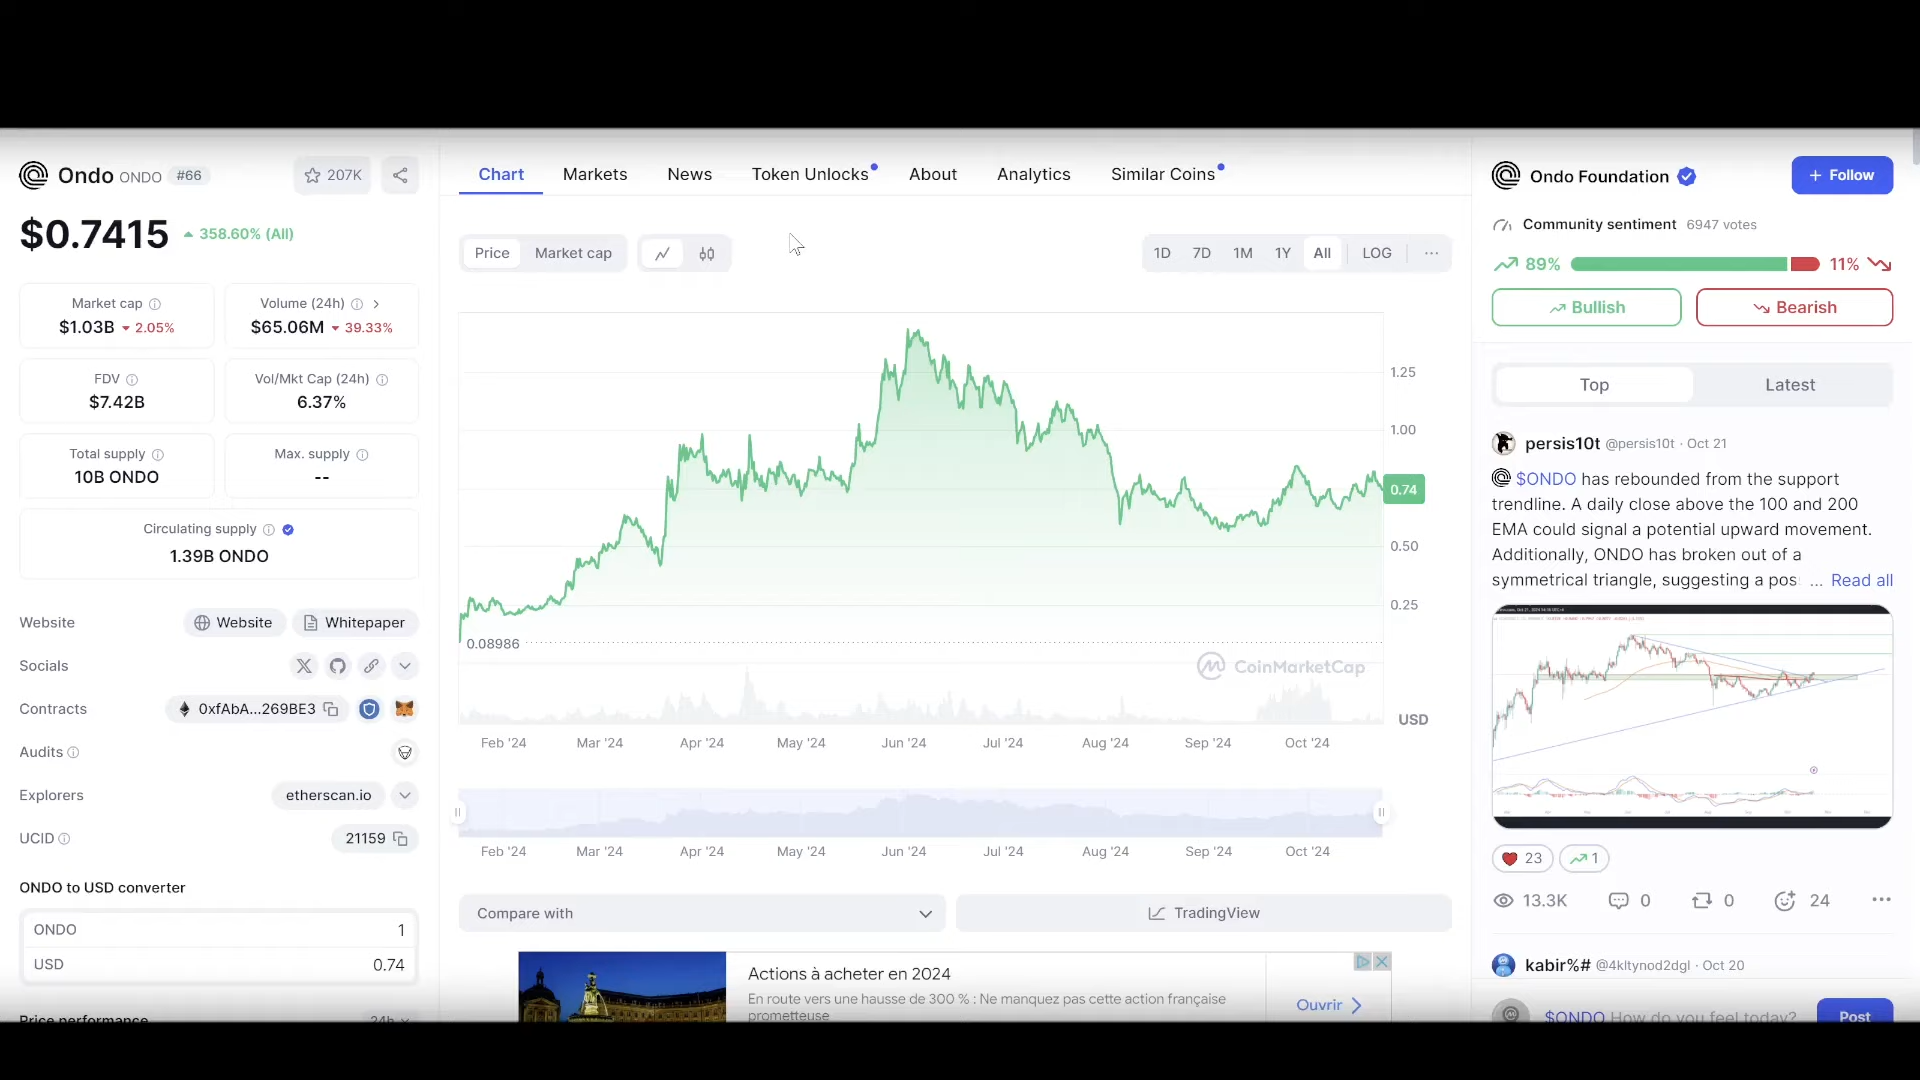 Ondo ONDO #66
207K
$0.7415 358.60% (All)
Market cap
$1.03B 2.05%
Volume (24h)
$65.06M 39.33%
FDV
$7.42B
Vol/Mkt Cap (24h)
6.37%
Total supply
10B ONDO
Max. supply
--
Circulating supply
1.39B ONDO
Website Website Whitepaper
Socials
Contracts 0xfAbA...269BE3
Audits
Explorers etherscan.io
UCID 21159
ONDO to USD converter
ONDO 1
USD 0.74
Price performance 24h
Chart Markets News Token Unlocks About Analytics Similar Coins
Price Market cap
1D 7D 1M 1Y All LOG ...
1.25
1.00
0.74
0.50
0.25
0.08986
CoinMarketCap
USD
Feb '24 Mar '24 Apr '24 May '24 Jun '24 Jul '24 Aug '24 Sep '24 Oct '24
Feb '24 Mar '24 Apr '24 May '24 Jun '24 Jul '24 Aug '24 Sep '24 Oct '24
Compare with
TradingView
Actions à acheter en 2024
En route vers une hausse de 300 % : Ne manquez pas cette action française
prometteuse
Ouvrir
Ondo Foundation
+ Follow
Community sentiment 6947 votes
89% 11%
Bullish Bearish
Top Latest
persis10t @persis10t · Oct 21
$ONDO has rebounded from the support
trendline. A daily close above the 100 and 200
EMA could signal a potential upward movement.
Additionally, ONDO has broken out of a
symmetrical triangle, suggesting a pos ... Read all
23 1
13.3K 0 0 24 ...
kabir%# @4kltynod2dgl · Oct 20
$ONDO How do you feel today?
Post